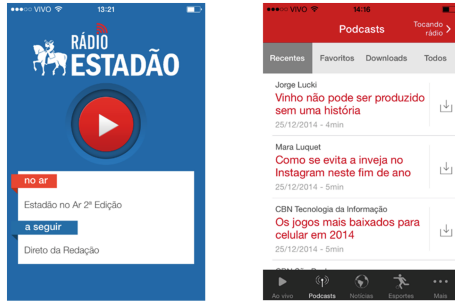 VIVO 13:21
RÁDIO
ESTADÃO
no ar
Estadão no Ar 2ª Edição
a seguir
Direto da Redação
VIVO 14:16
Podcasts
Tocando
rádio
Recentes Favoritos Downloads Todos
Jorge Lucki
Vinho não pode ser produzido
sem uma história
25/12/2014 - 4min
Mara Luquet
Como se evita a inveja no
Instagram neste fim de ano
25/12/2014 - 5min
CBN Tecnologia da Informação
Os jogos mais baixados para
celular em 2014
25/12/2014 - 5min
Ao vivo Podcasts Notícias Esportes Mais